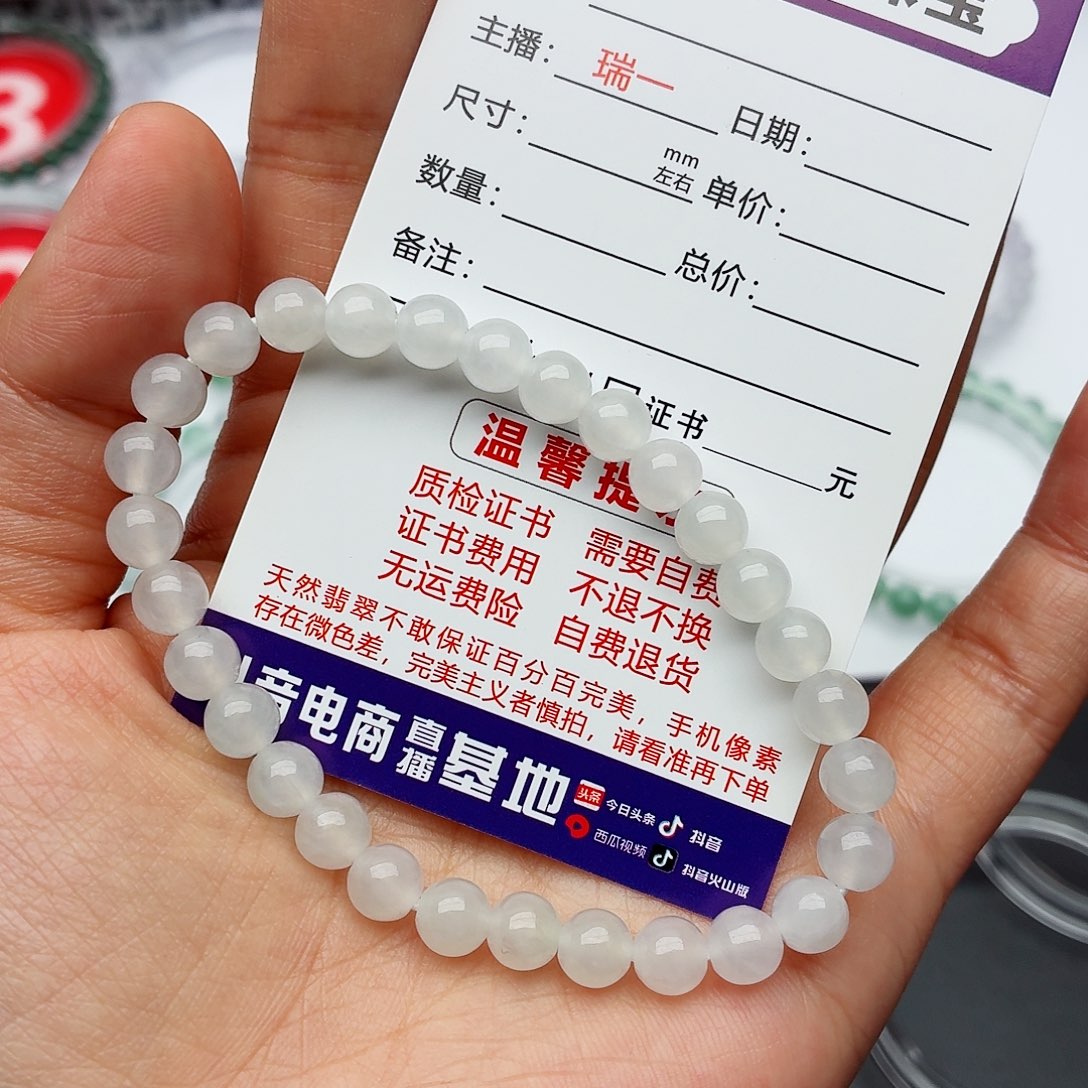 主播： 瑞一 日期：
尺寸： mm 左右 单价：
数量： 总价：
备注：
证书 元
温馨提
质检证书 需要自费
证书费用 不退不换
无运费险 自费退货
天然翡翠不敢保证百分百完美，手机像素
存在微色差，完美主义者慎拍，请看准再下单
音电商 直播 基地
头条 今日头条 抖音
西瓜视频 抖音火山版